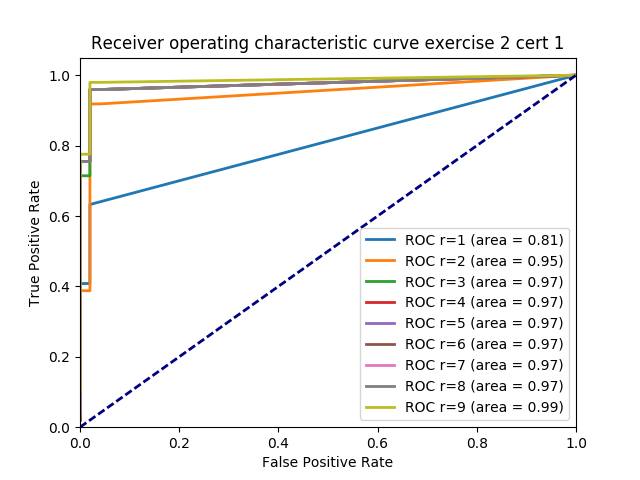 Receiver operating characteristic curve exercise 2 cert 1
1.0
0.8
0.6
0.4
0.2
0.0
True Positive Rate
ROC r=1 (area = 0.81)
ROC r=2 (area = 0.95)
ROC r=3 (area = 0.97)
ROC r=4 (area = 0.97)
ROC r=5 (area = 0.97)
ROC r=6 (area = 0.97)
ROC r=7 (area = 0.97)
ROC r=8 (area = 0.97)
ROC r=9 (area = 0.99)
0.0 0.2 0.4 0.6 0.8 1.0
False Positive Rate